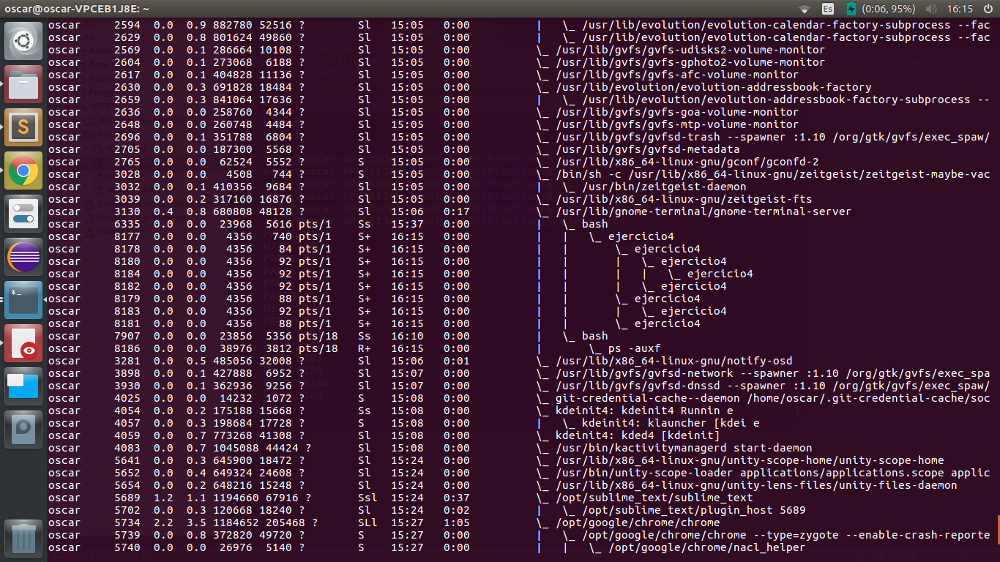 oscar@oscar-VPCEB1J8E: ~ Es (0:06, 95%) 16:15
oscar 2594 0.0 0.9 882780 52516 ? Sl 15:05 0:00 | \_ /usr/lib/evolution/evolution-calendar-factory-subprocess --fac
oscar 2629 0.0 0.8 801624 49860 ? Sl 15:05 0:00 | \_ /usr/lib/evolution/evolution-calendar-factory-subprocess --fac
oscar 2569 0.0 0.1 286664 10108 ? Sl 15:05 0:00 \_ /usr/lib/gvfs/gvfs-udisks2-volume-monitor
oscar 2604 0.0 0.1 273068 6188 ? Sl 15:05 0:00 \_ /usr/lib/gvfs/gvfs-gphoto2-volume-monitor
oscar 2617 0.0 0.1 404828 11136 ? Sl 15:05 0:00 \_ /usr/lib/gvfs/gvfs-afc-volume-monitor
oscar 2630 0.0 0.3 691828 18484 ? Sl 15:05 0:00 \_ /usr/lib/evolution/evolution-addressbook-factory
oscar 2659 0.0 0.3 841064 17636 ? Sl 15:05 0:00 | \_ /usr/lib/evolution/evolution-addressbook-factory-subprocess --
oscar 2636 0.0 0.0 258760 4344 ? Sl 15:05 0:00 \_ /usr/lib/gvfs/gvfs-goa-volume-monitor
oscar 2648 0.0 0.0 260748 4484 ? Sl 15:05 0:00 \_ /usr/lib/gvfs/gvfs-mtp-volume-monitor
oscar 2696 0.0 0.1 351788 6804 ? Sl 15:05 0:00 \_ /usr/lib/gvfs/gvfsd-trash --spawner :1.10 /org/gtk/gvfs/exec_spaw/
oscar 2705 0.0 0.0 187300 5568 ? Sl 15:05 0:00 \_ /usr/lib/gvfs/gvfsd-metadata
oscar 2765 0.0 0.0 62524 5552 ? S 15:05 0:00 \_ /usr/lib/x86_64-linux-gnu/gconf/gconfd-2
oscar 3028 0.0 0.0 4508 744 ? S 15:05 0:00 \_ /bin/sh -c /usr/lib/x86_64-linux-gnu/zeitgeist/zeitgeist-maybe-vac
oscar 3032 0.0 0.1 410356 9684 ? Sl 15:05 0:00 | \_ /usr/bin/zeitgeist-daemon
oscar 3039 0.0 0.2 317160 16876 ? Sl 15:05 0:00 \_ /usr/lib/x86_64-linux-gnu/zeitgeist-fts
oscar 3130 0.4 0.8 680808 48128 ? Sl 15:06 0:17 \_ /usr/lib/gnome-terminal/gnome-terminal-server
oscar 6335 0.0 0.0 23968 5616 pts/1 Ss 15:37 0:00 | \_ bash
oscar 8177 0.0 0.0 4356 740 pts/1 S+ 16:15 0:00 | | \_ ejercicio4
oscar 8178 0.0 0.0 4356 84 pts/1 S+ 16:15 0:00 | | \_ ejercicio4
oscar 8180 0.0 0.0 4356 92 pts/1 S+ 16:15 0:00 | | | \_ ejercicio4
oscar 8184 0.0 0.0 4356 92 pts/1 S+ 16:15 0:00 | | | | \_ ejercicio4
oscar 8182 0.0 0.0 4356 92 pts/1 S+ 16:15 0:00 | | | \_ ejercicio4
oscar 8179 0.0 0.0 4356 88 pts/1 S+ 16:15 0:00 | | \_ ejercicio4
oscar 8183 0.0 0.0 4356 92 pts/1 S+ 16:15 0:00 | | | \_ ejercicio4
oscar 8181 0.0 0.0 4356 88 pts/1 S+ 16:15 0:00 | | \_ ejercicio4
oscar 7907 0.0 0.0 23856 5356 pts/18 Ss 16:10 0:00 | \_ bash
oscar 8186 0.0 0.0 38976 3812 pts/18 R+ 16:15 0:00 | \_ ps -auxf
oscar 3281 0.0 0.5 485056 32008 ? Sl 15:06 0:01 \_ /usr/lib/x86_64-linux-gnu/notify-osd
oscar 3898 0.0 0.1 427888 6952 ? Sl 15:07 0:00 \_ /usr/lib/gvfs/gvfsd-network --spawner :1.10 /org/gtk/gvfs/exec_spa
oscar 3930 0.0 0.1 362936 9256 ? Sl 15:07 0:00 \_ /usr/lib/gvfs/gvfsd-dnssd --spawner :1.10 /org/gtk/gvfs/exec_spaw/
oscar 4025 0.0 0.0 14232 1072 ? S 15:08 0:00 \_ git-credential-cache--daemon /home/oscar/.git-credential-cache/soc
oscar 4054 0.0 0.2 175188 15668 ? Ss 15:08 0:00 \_ kdeinit4: kdeinit4 Runnin e
oscar 4057 0.0 0.3 198684 17728 ? S 15:08 0:00 | \_ kdeinit4: klauncher [kdei e
oscar 4059 0.0 0.7 773268 41308 ? Sl 15:08 0:00 \_ kdeinit4: kded4 [kdeinit]
oscar 4083 0.0 0.7 1045088 44424 ? Sl 15:08 0:00 \_ /usr/bin/kactivitymanagerd start-daemon
oscar 5641 0.0 0.3 645900 18472 ? Sl 15:24 0:00 \_ /usr/lib/x86_64-linux-gnu/unity-scope-home/unity-scope-home
oscar 5652 0.0 0.4 649324 24608 ? Sl 15:24 0:00 \_ /usr/bin/unity-scope-loader applications/applications.scope applic
oscar 5654 0.0 0.2 648216 15248 ? Sl 15:24 0:00 \_ /usr/lib/x86_64-linux-gnu/unity-lens-files/unity-files-daemon
oscar 5689 1.2 1.1 1194660 67916 ? Ssl 15:24 0:37 \_ /opt/sublime_text/sublime_text
oscar 5702 0.0 0.3 120668 18240 ? Sl 15:24 0:02 | \_ /opt/sublime_text/plugin_host 5689
oscar 5734 2.2 3.5 1184652 205468 ? SLl 15:27 1:05 \_ /opt/google/chrome/chrome
oscar 5739 0.0 0.8 372820 49720 ? S 15:27 0:00 | \_ /opt/google/chrome/chrome --type=zygote --enable-crash-reporte
oscar 5740 0.0 0.0 26976 5140 ? S 15:27 0:00 | | \_ /opt/google/chrome/nacl_helper